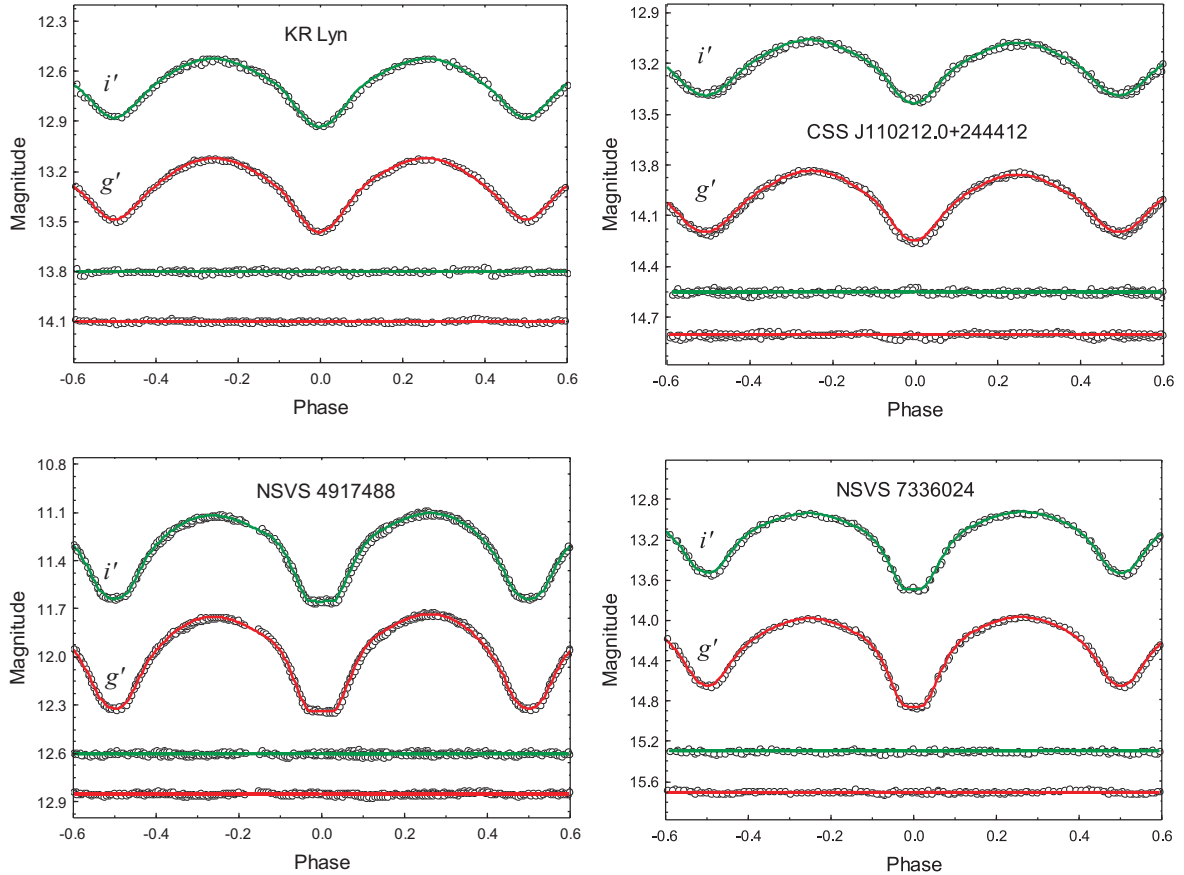 12.3
12.6
12.9
13.2
13.5
13.8
14.1
Magnitude
KR Lyn
i'
g'
-0.6 -0.4 -0.2 0.0 0.2 0.4 0.6
Phase
12.9
13.2
13.5
13.8
14.1
14.4
14.7
Magnitude
i'
CSS J110212.0+244412
g'
-0.6 -0.4 -0.2 0.0 0.2 0.4 0.6
Phase
10.8
11.1
11.4
11.7
12.0
12.3
12.6
12.9
Magnitude
NSVS 4917488
i'
g'
-0.6 -0.4 -0.2 0.0 0.2 0.4 0.6
Phase
12.8
13.2
13.6
14.0
14.4
14.8
15.2
15.6
Magnitude
NSVS 7336024
i'
g'
-0.6 -0.4 -0.2 0.0 0.2 0.4 0.6
Phase